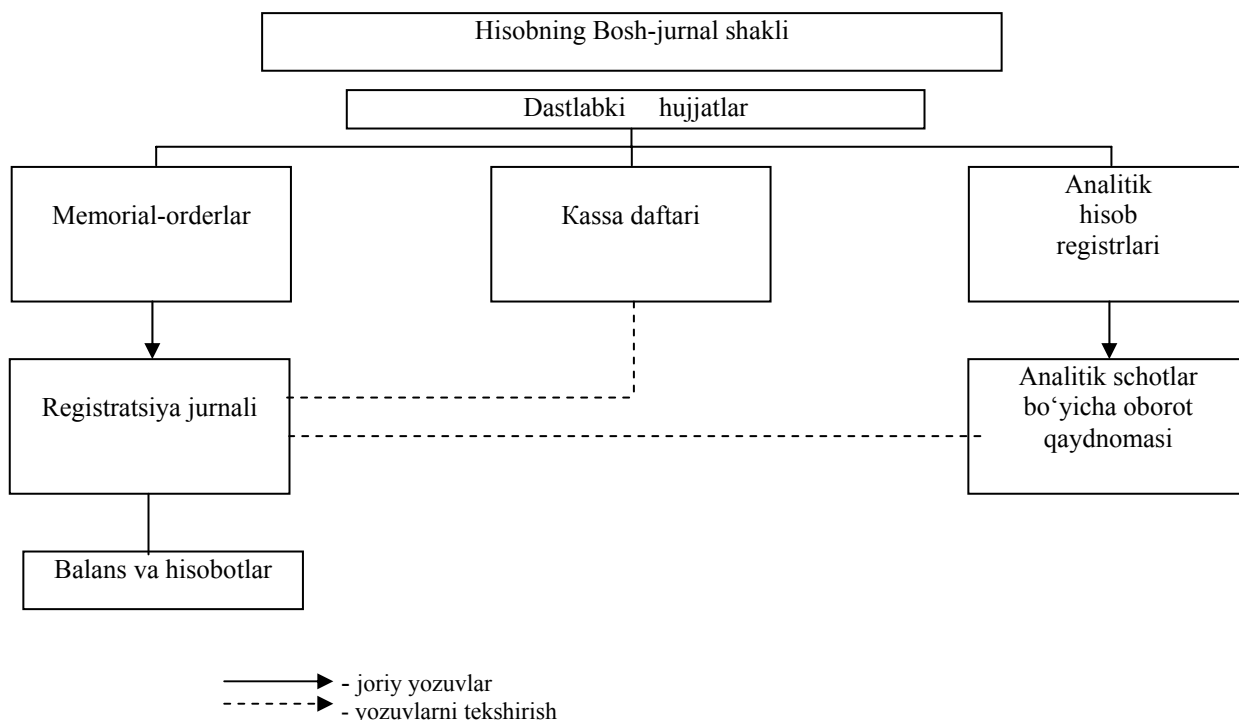 Hisobning Bosh-jurnal shakli
Dastlabki hujjatlar
Memorial-orderlar
Kassa daftari
Analitik
hisob
registrlari
Registratsiya jurnali
Analitik schotlar
bo‘yicha oborot
qaydnomasi
Balans va hisobotlar
- joriy yozuvlar
- yozuvlarni tekshirish